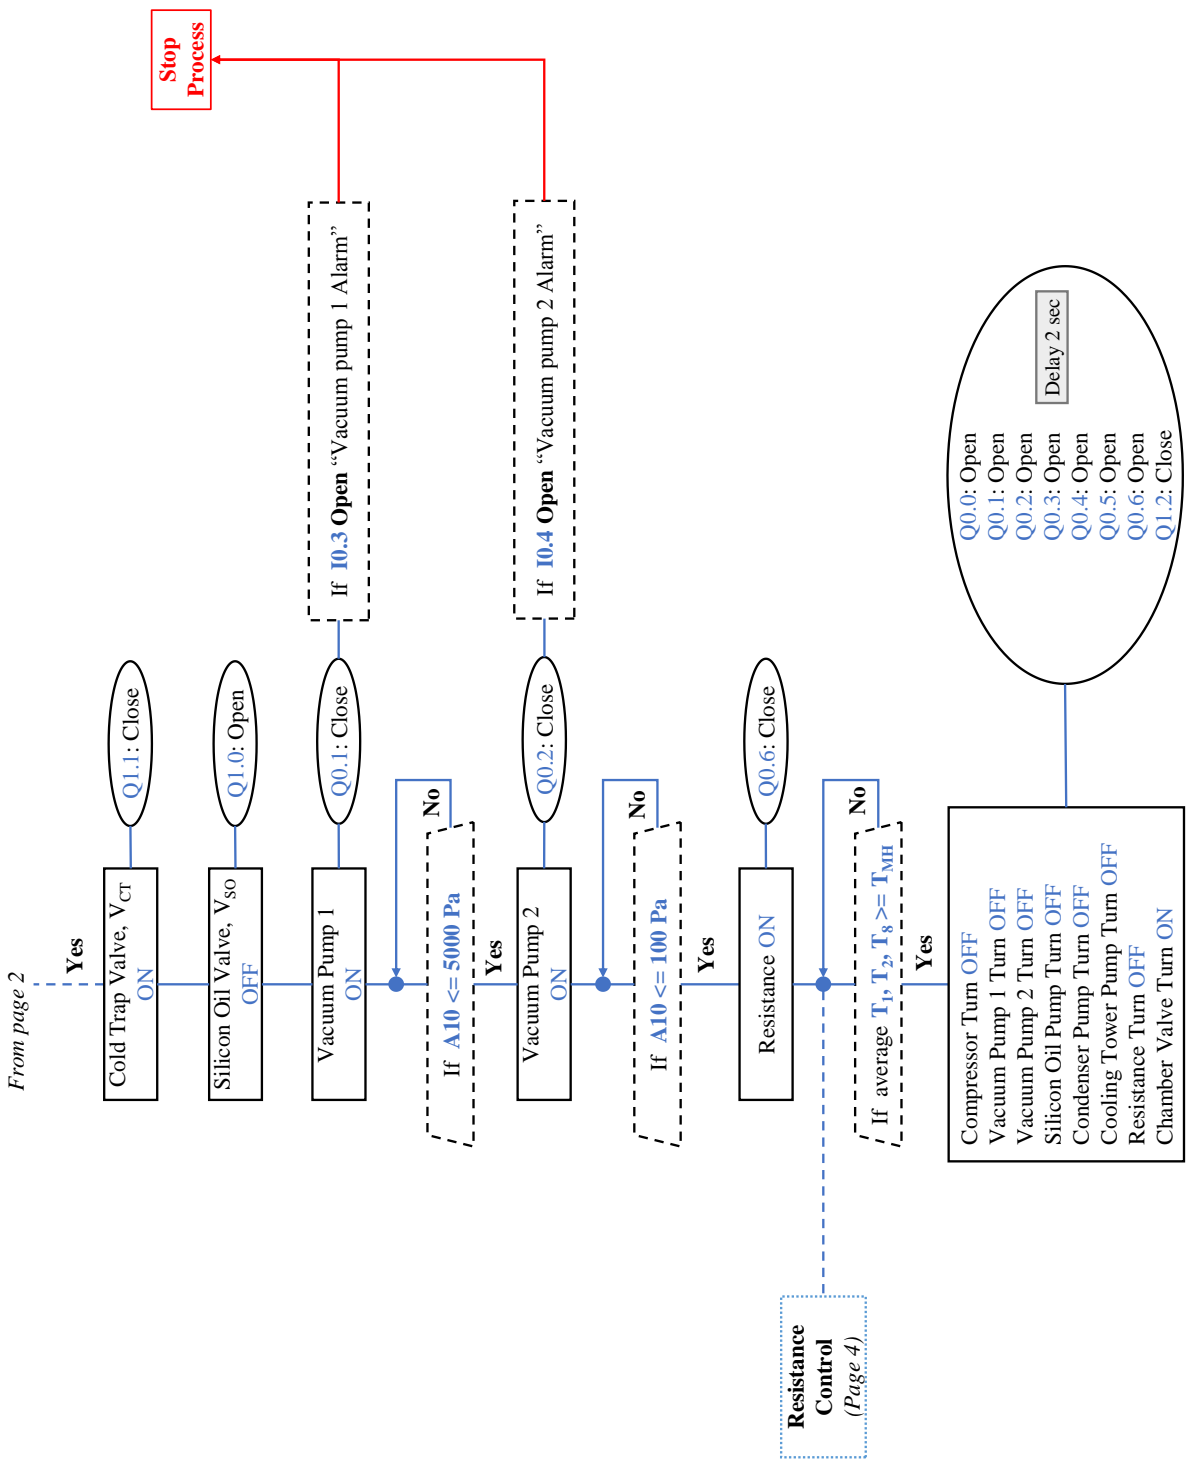 From page 2
Yes
Cold Trap Valve, V_CT
ON
Q1.1: Close
Silicon Oil Valve, V_SO
OFF
Q1.0: Open
Vacuum Pump 1
ON
Q0.1: Close
If I0.3 Open “Vacuum pump 1 Alarm”
Stop
Process
If A10 <= 5000 Pa
No
Yes
Vacuum Pump 2
ON
Q0.2: Close
If I0.4 Open “Vacuum pump 2 Alarm”
If A10 <= 100 Pa
No
Yes
Resistance ON
Q0.6: Close
Resistance
Control
(Page 4)
If average T₁, T₂, T₈ >= T_MH
No
Yes
Compressor Turn OFF
Vacuum Pump 1 Turn OFF
Vacuum Pump 2 Turn OFF
Silicon Oil Pump Turn OFF
Condenser Pump Turn OFF
Cooling Tower Pump Turn OFF
Resistance Turn OFF
Chamber Valve Turn ON
Q0.0: Open
Q0.1: Open
Q0.2: Open
Q0.3: Open
Q0.4: Open
Q0.5: Open
Q0.6: Open
Q1.2: Close
Delay 2 sec